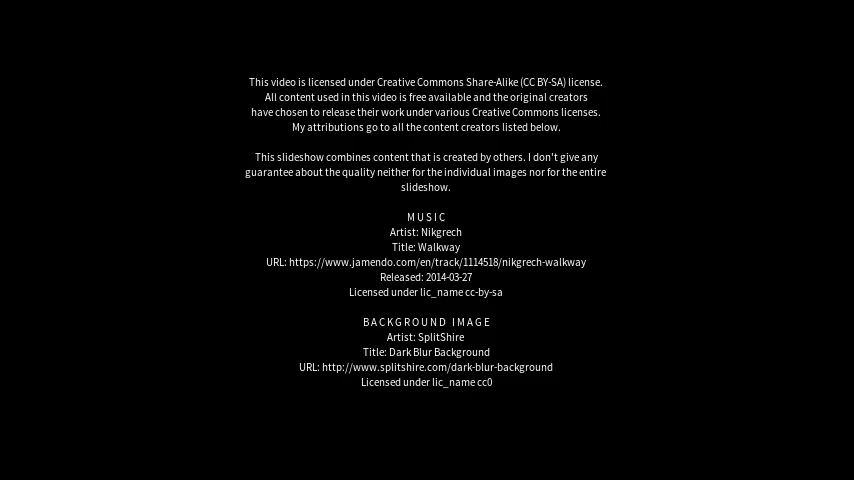 This video is licensed under Creative Commons Share-Alike (CC BY-SA) license.
All content used in this video is free available and the original creators
have chosen to release their work under various Creative Commons licenses.
My attributions go to all the content creators listed below.
This slideshow combines content that is created by others. I don't give any
guarantee about the quality neither for the individual images nor for the entire
slideshow.
MUSIC
Artist: Nikgrech
Title: Walkway
URL: https://www.jamendo.com/en/track/1114518/nikgrech-walkway
Released: 2014-03-27
Licensed under lic_name cc-by-sa
BACKGROUND IMAGE
Artist: SplitShire
Title: Dark Blur Background
URL: http://www.splitshire.com/dark-blur-background
Licensed under lic_name cc0